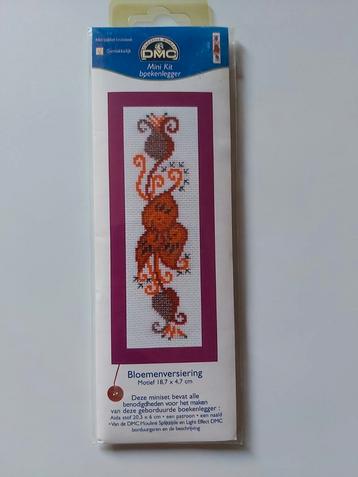 DMC
Mini Kit
boekenlegger
Gemakkelijk
Bloemenversiering
Motief 18,7 x 4,7 cm
Deze miniset bevat alle
benodigdheden voor het maken
van deze geborduurde boekenlegger :
Aida stof 20,3 x 6 cm • een patroon • een naald
•Van de DMC Mouliné Splijtzijde en Light Effect DMC
borduurgaren en de beschrijving